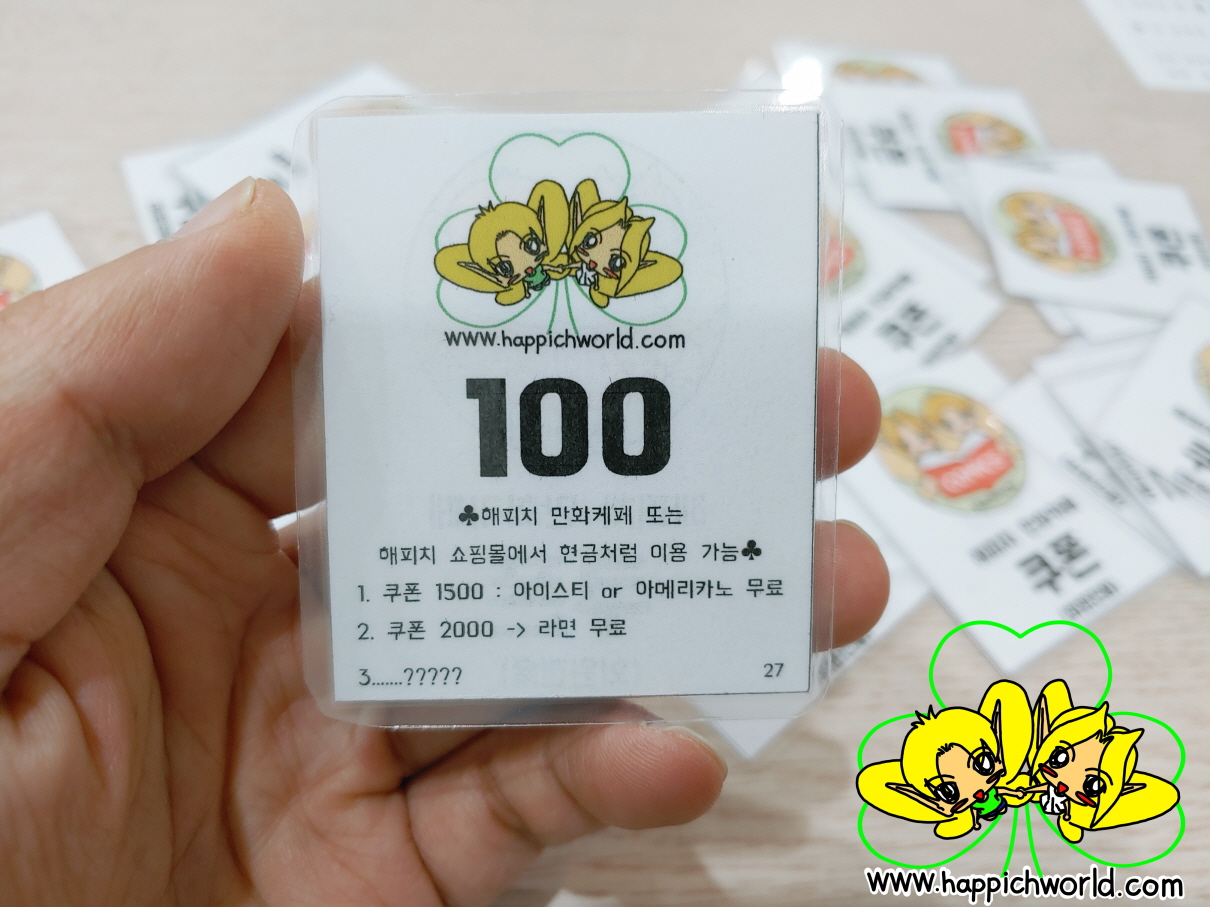 www.happichworld.com
100
♣해피치 만화케페 또는
해피치 쇼핑몰에서 현금처럼 이용 가능♣
1. 쿠폰 1500 : 아이스티 or 아메리카노 무료
2. 쿠폰 2000 -> 라면 무료
3.......?????
27
쿠폰
쿠폰
www.happichworld.com